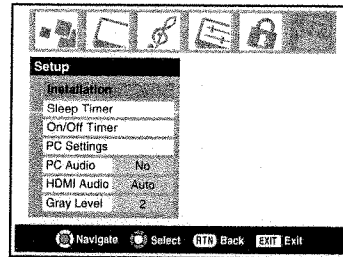 Setup
Installation
Sleep Timer
On/Off Timer
PC Settings
PC Audio No
HDMI Audio Auto
Gray Level 2
Navigate Select RTN Back EXIT Exit